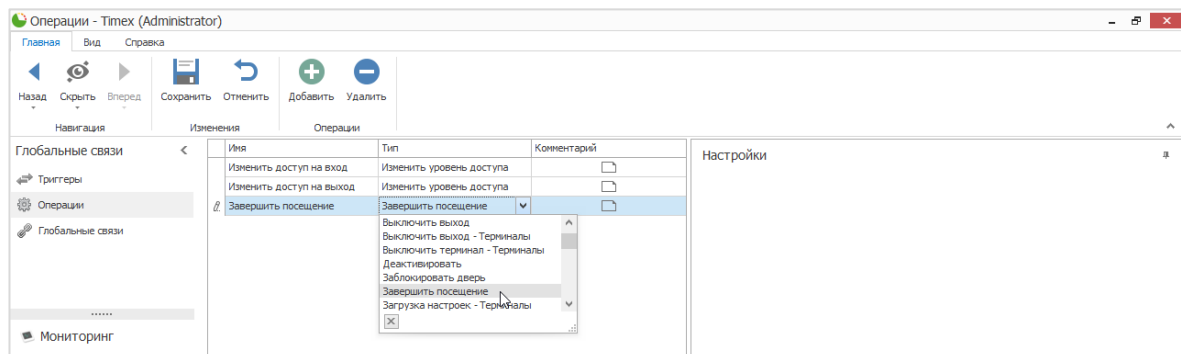 Операции - Timex (Administrator)
Главная Вид Справка
Назад Скрыть Вперед Сохранить Отменить Добавить Удалить
Навигация Изменения Операции
Глобальные связи
Триггеры
Операции
Глобальные связи
Мониторинг
Имя Тип Комментарий
Изменить доступ на вход Изменить уровень доступа
Изменить доступ на выход Изменить уровень доступа
Завершить посещение Завершить посещение
Выключить выход
Выключить выход - Терминалы
Выключить терминал - Терминалы
Деактивировать
Заблокировать дверь
Завершить посещение
Загрузка настроек - Терминалы
Настройки